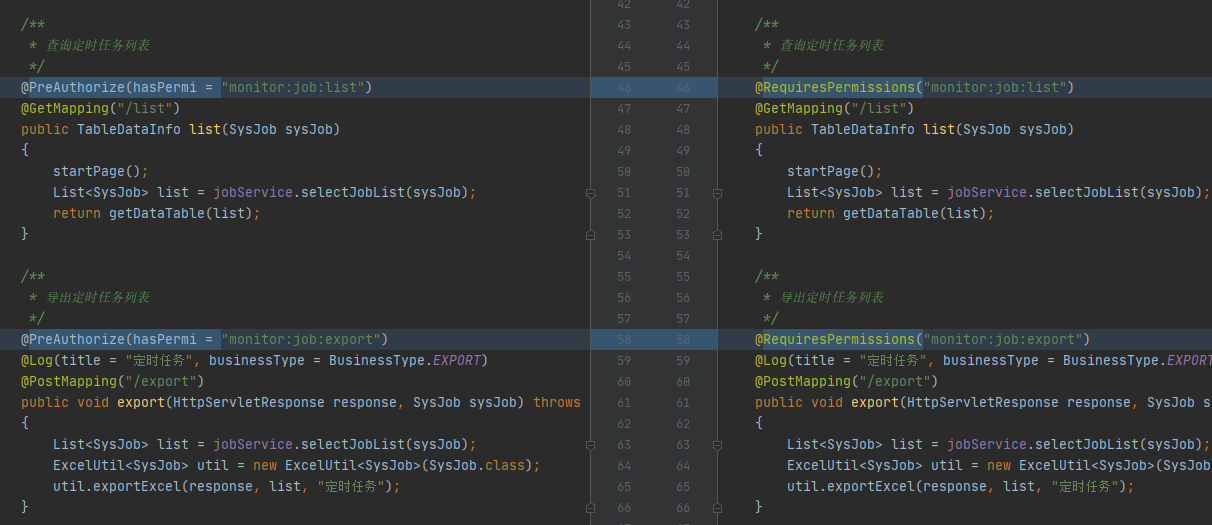 42 42
/** 43 43 /**
* 查询定时任务列表 44 44 * 查询定时任务列表
*/ 45 45 */
@PreAuthorize(hasPermi = "monitor:job:list") 46 46 @RequiresPermissions("monitor:job:list")
@GetMapping("/list") 47 47 @GetMapping("/list")
public TableDataInfo list(SysJob sysJob) 48 48 public TableDataInfo list(SysJob sysJob)
{ 49 49 {
startPage(); 50 50 startPage();
List<SysJob> list = jobService.selectJobList(sysJob); 51 51 List<SysJob> list = jobService.selectJobList(sysJob);
return getDataTable(list); 52 52 return getDataTable(list);
} 53 53 }
54 54
/** 55 55 /**
* 导出定时任务列表 56 56 * 导出定时任务列表
*/ 57 57 */
@PreAuthorize(hasPermi = "monitor:job:export") 58 58 @RequiresPermissions("monitor:job:export")
@Log(title = "定时任务", businessType = BusinessType.EXPORT) 59 59 @Log(title = "定时任务", businessType = BusinessType.EXPORT
@PostMapping("/export") 60 60 @PostMapping("/export")
public void export(HttpServletResponse response, SysJob sysJob) throws 61 61 public void export(HttpServletResponse response, SysJob s
{ 62 62 {
List<SysJob> list = jobService.selectJobList(sysJob); 63 63 List<SysJob> list = jobService.selectJobList(sysJob);
ExcelUtil<SysJob> util = new ExcelUtil<SysJob>(SysJob.class); 64 64 ExcelUtil<SysJob> util = new ExcelUtil<SysJob>(SysJob
util.exportExcel(response, list, "定时任务"); 65 65 util.exportExcel(response, list, "定时任务");
} 66 66 }